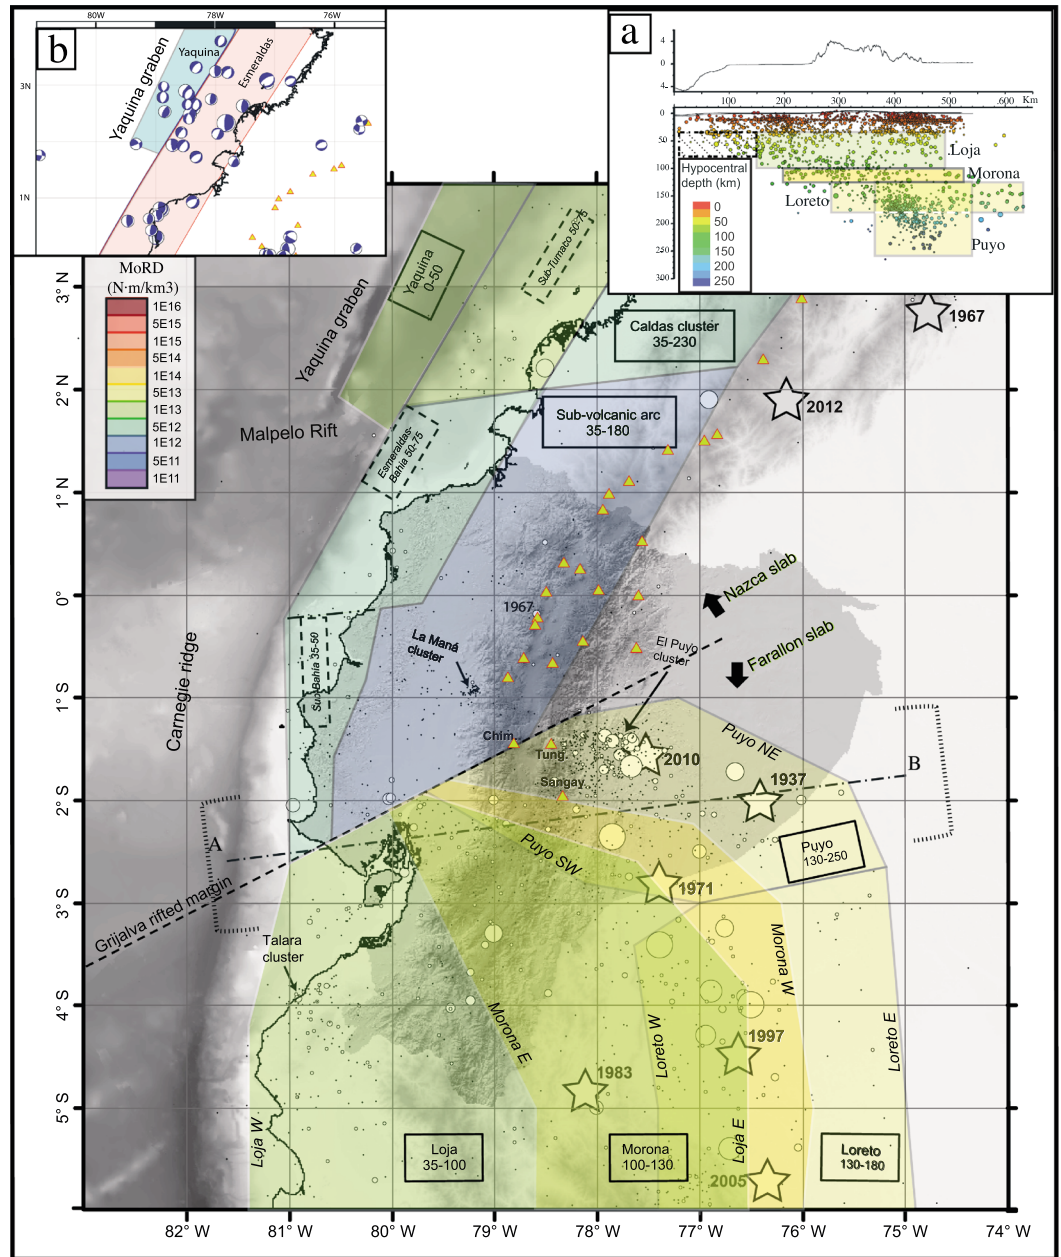 80W
78W
76W
b
3N
1N
Yaquina graben
Yaquina
Esmeraldas
a
4
0
4
100
200
300
400
500
600
Km
0
50
100
150
200
300
Loja
Morona
Loreto
Puyo
Hypocentral
depth (km)
0
50
100
150
200
250
MoRD
(N·m/km3)
1E16
5E15
1E15
5E14
1E14
5E13
1E13
5E12
1E12
5E11
1E11
3° N
2° N
1° N
0°
1°S
2°S
3°S
4°S
5°S
Yaquina
0-50
Sub-Tumaco 50-75
Yaquina graben
Caldas cluster
35-230
1967
2012
Malpelo Rift
Sub-volcanic arc
35-180
Esmeraldas-
Bahia 50-75
Nazca slab
Farallon slab
1967
La Maná
cluster
El Puyo
cluster
Sub-Bahia 35-50
Carnegie ridge
Chim.
Tung.
Sangay
2010
Puyo NE
1937
B
A
Puyo SW
Puyo
130-250
1971
Grijalva rifted margin
Talara
cluster
Morona W
Morona E
Loreto W
1997
Loreto E
1983
Loja W
Loja
35-100
Morona
100-130
Loja E
Loreto
130-180
2005
82° W
81° W
80° W
79° W
78° W
77° W
76° W
75° W
74° W